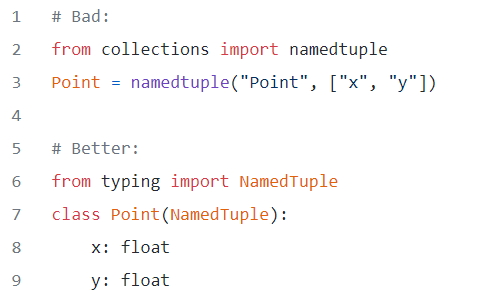 1 # Bad:
2 from collections import namedtuple
3 Point = namedtuple("Point", ["x", "y"])
4
5 # Better:
6 from typing import NamedTuple
7 class Point(NamedTuple):
8     x: float
9     y: float